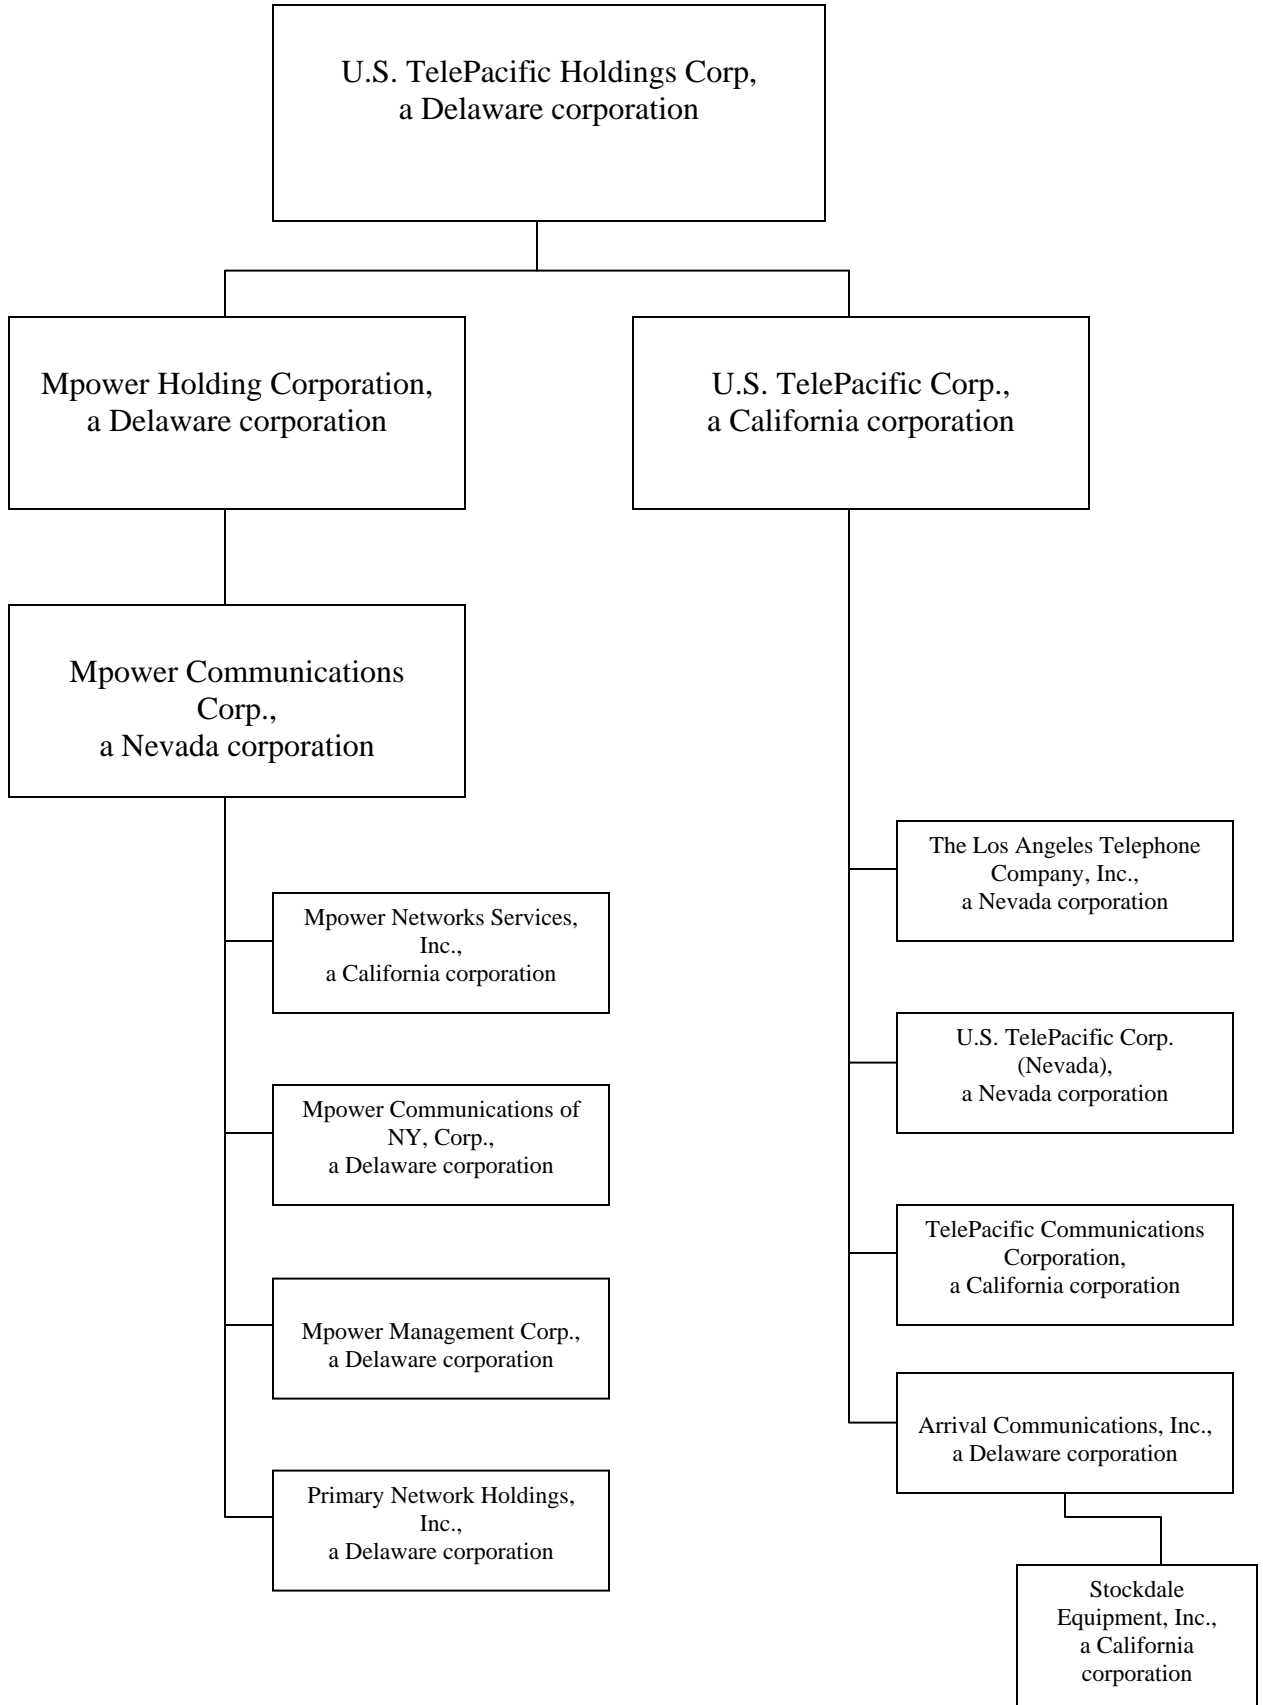 U.S. TelePacific Holdings Corp,
a Delaware corporation
Mpower Holding Corporation,
a Delaware corporation
U.S. TelePacific Corp.,
a California corporation
Mpower Communications
Corp.,
a Nevada corporation
Mpower Networks Services,
Inc.,
a California corporation
Mpower Communications of
NY, Corp.,
a Delaware corporation
Mpower Management Corp.,
a Delaware corporation
Primary Network Holdings,
Inc.,
a Delaware corporation
The Los Angeles Telephone
Company, Inc.,
a Nevada corporation
U.S. TelePacific Corp.
(Nevada),
a Nevada corporation
TelePacific Communications
Corporation,
a California corporation
Arrival Communications, Inc.,
a Delaware corporation
Stockdale
Equipment, Inc.,
a California
corporation